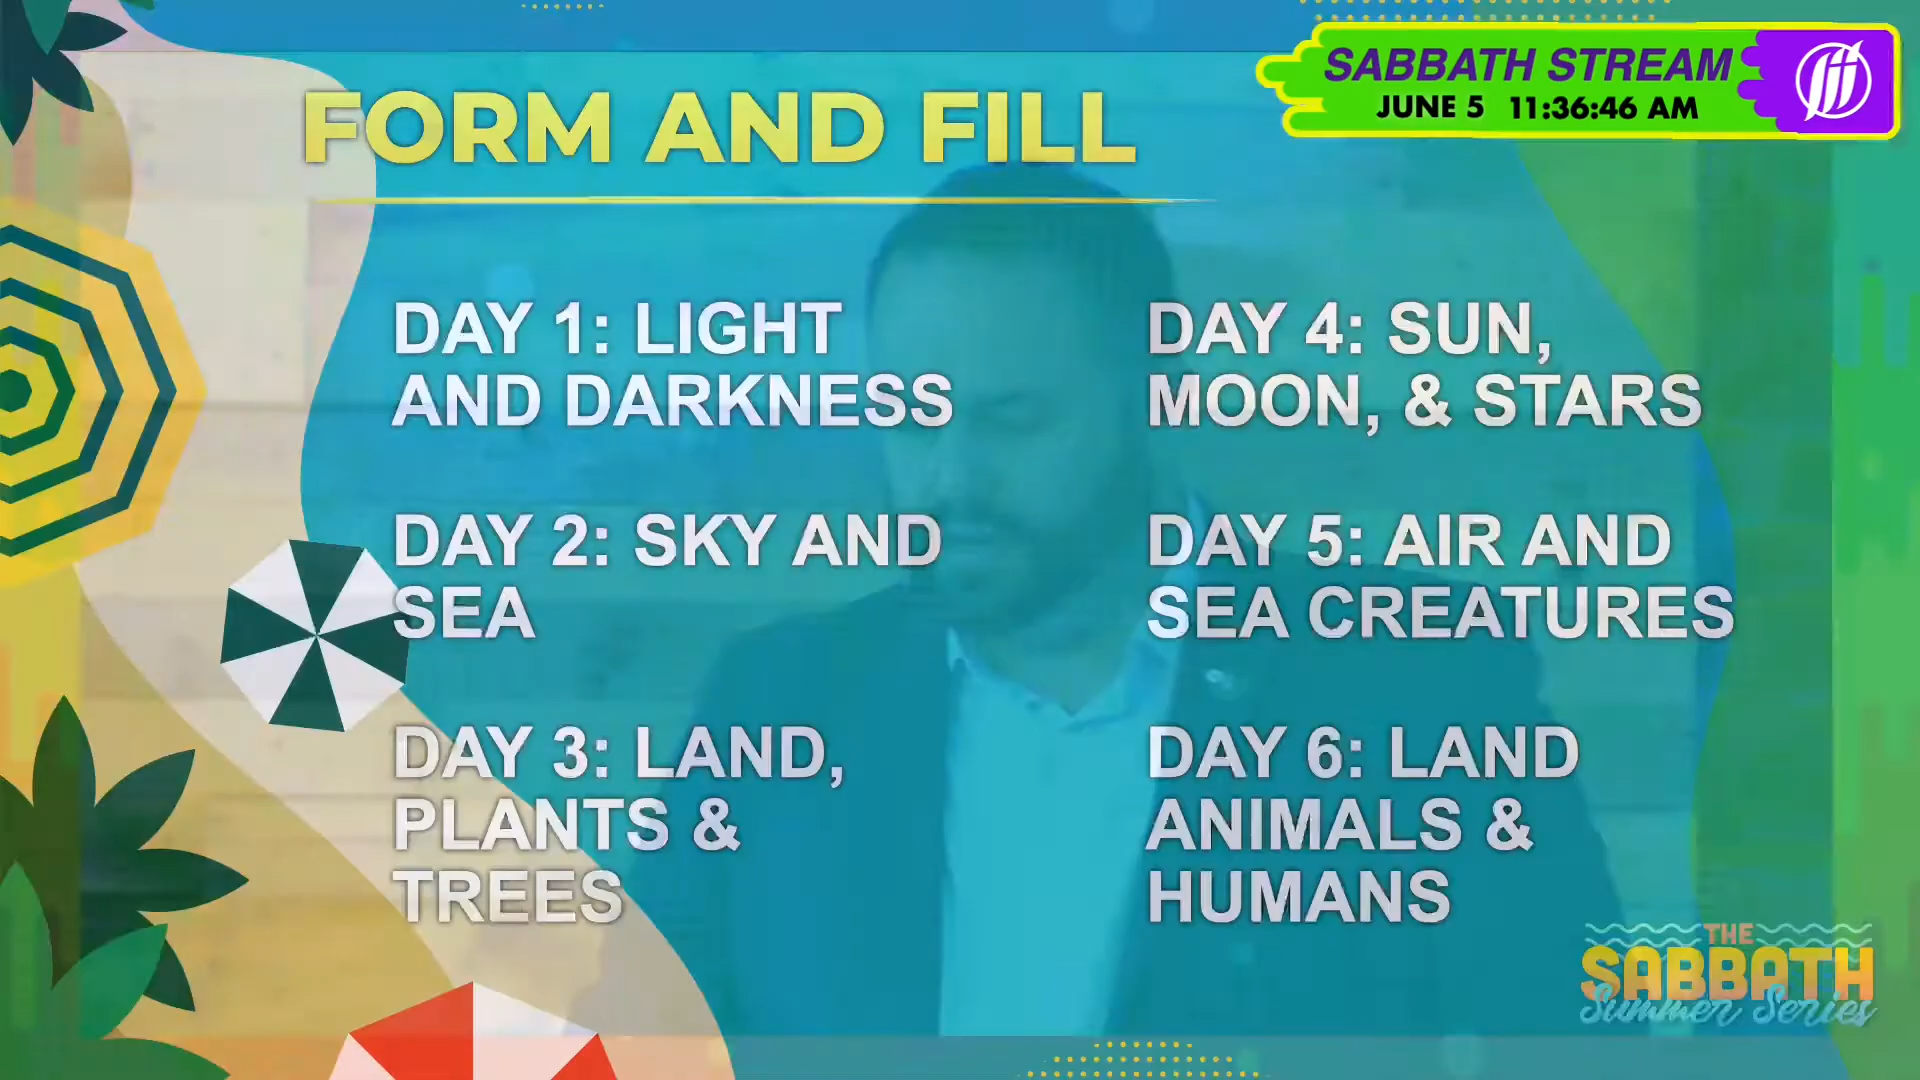 SABBATH STREAM
JUNE 5 11:36:46 AM
FORM AND FILL
DAY 1: LIGHT
AND DARKNESS
DAY 2: SKY AND
SEA
DAY 3: LAND,
PLANTS &
TREES
DAY 4: SUN,
MOON, & STARS
DAY 5: AIR AND
SEA CREATURES
DAY 6: LAND
ANIMALS &
HUMANS
THE
SABBATH
Summer Series